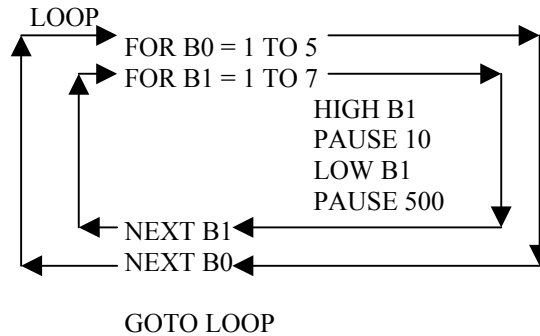 LOOP
FOR B0 = 1 TO 5
FOR B1 = 1 TO 7
HIGH B1
PAUSE 10
LOW B1
PAUSE 500
NEXT B1
NEXT B0
GOTO LOOP